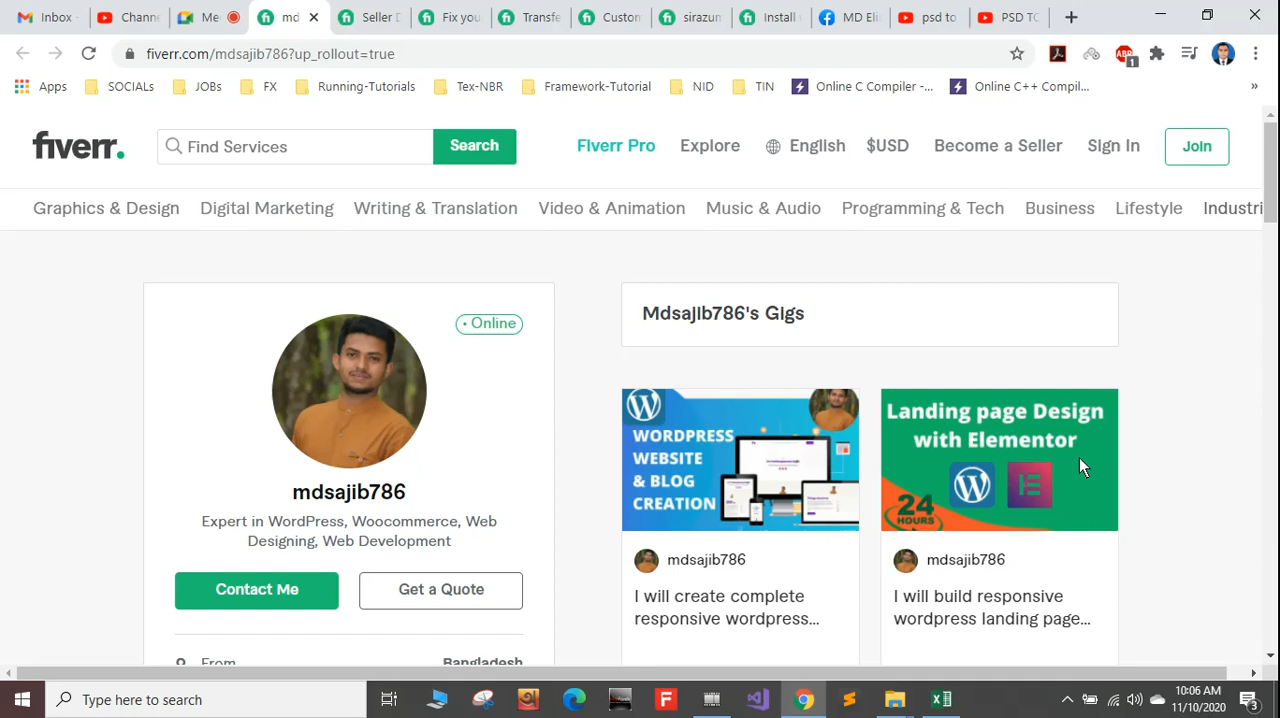 Inbox
Chann
Me
md
Seller D
Fix you
Transfe
Custon
sirazum
Install
MD Eli
psd to
PSD TO
fiverr.com/mdsajib786?up_rollout=true
ABP
1
Apps
SOCIALs
JOBs
FX
Running-Tutorials
Tex-NBR
Framework-Tutorial
NID
TIN
Online C Compiler -...
Online C++ Compil...
»
fiverr.
Find Services
Search
Fiverr Pro
Explore
English
$USD
Become a Seller
Sign In
Join
Graphics & Design
Digital Marketing
Writing & Translation
Video & Animation
Music & Audio
Programming & Tech
Business
Lifestyle
Industri
• Online
mdsajib786
Expert in WordPress, Woocommerce, Web
Designing, Web Development
Contact Me
Get a Quote
From
Bangladesh
Mdsajib786's Gigs
WORDPRESS
WEBSITE
& BLOG
CREATION
mdsajib786
I will create complete
responsive wordpress...
Landing page Design
with Elementor
24
HOURS
mdsajib786
I will build responsive
wordpress landing page...
Type here to search
10:06 AM
11/10/2020
3